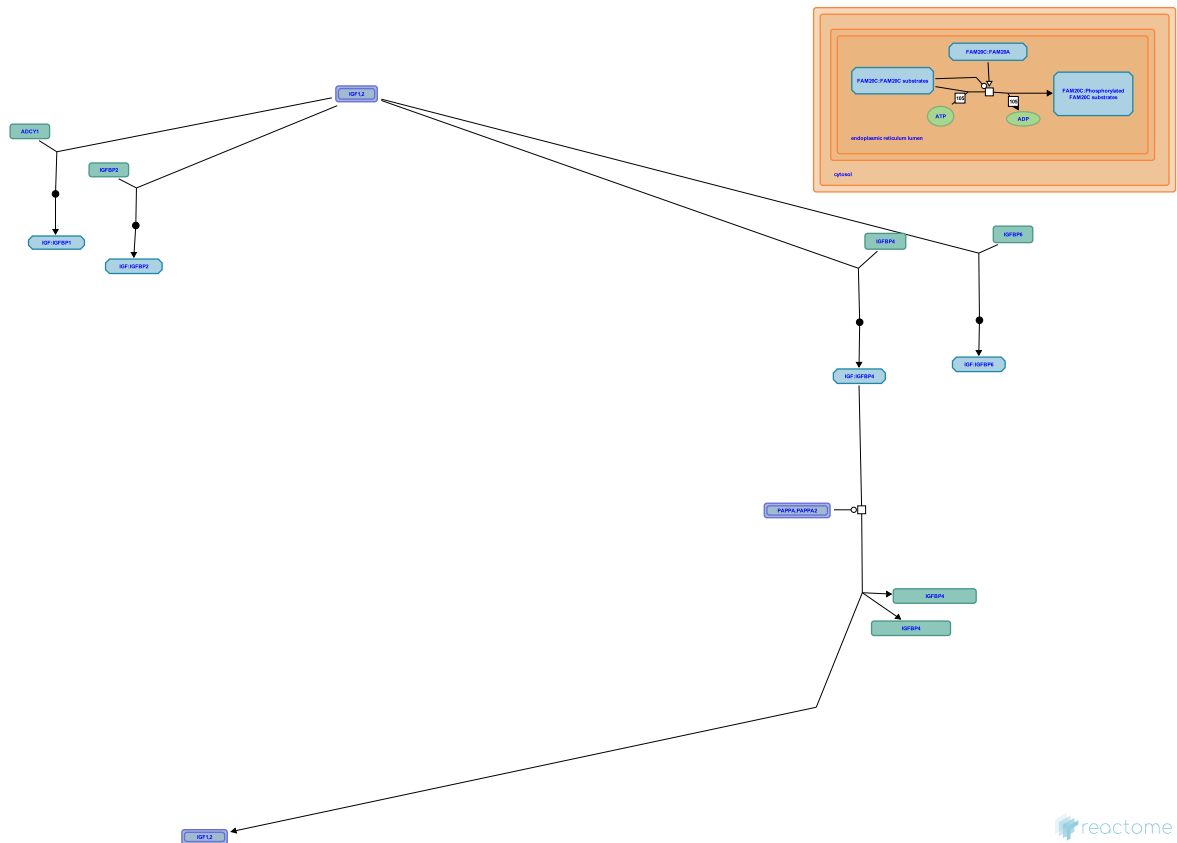 FAM20C:FAM20A
FAM20C:FAM20C substrates
FAM20C:Phosphorylated
FAM20C substrates
105
105
ATP
ADP
endoplasmic reticulum lumen
cytosol
IGF1,2
ADCY1
IGFBP2
IGF:IGFBP1
IGF:IGFBP2
IGFBP4
IGFBP6
IGF:IGFBP4
IGF:IGFBP6
PAPPA,PAPPA2
IGFBP4
IGFBP4
IGF1,2
reactome